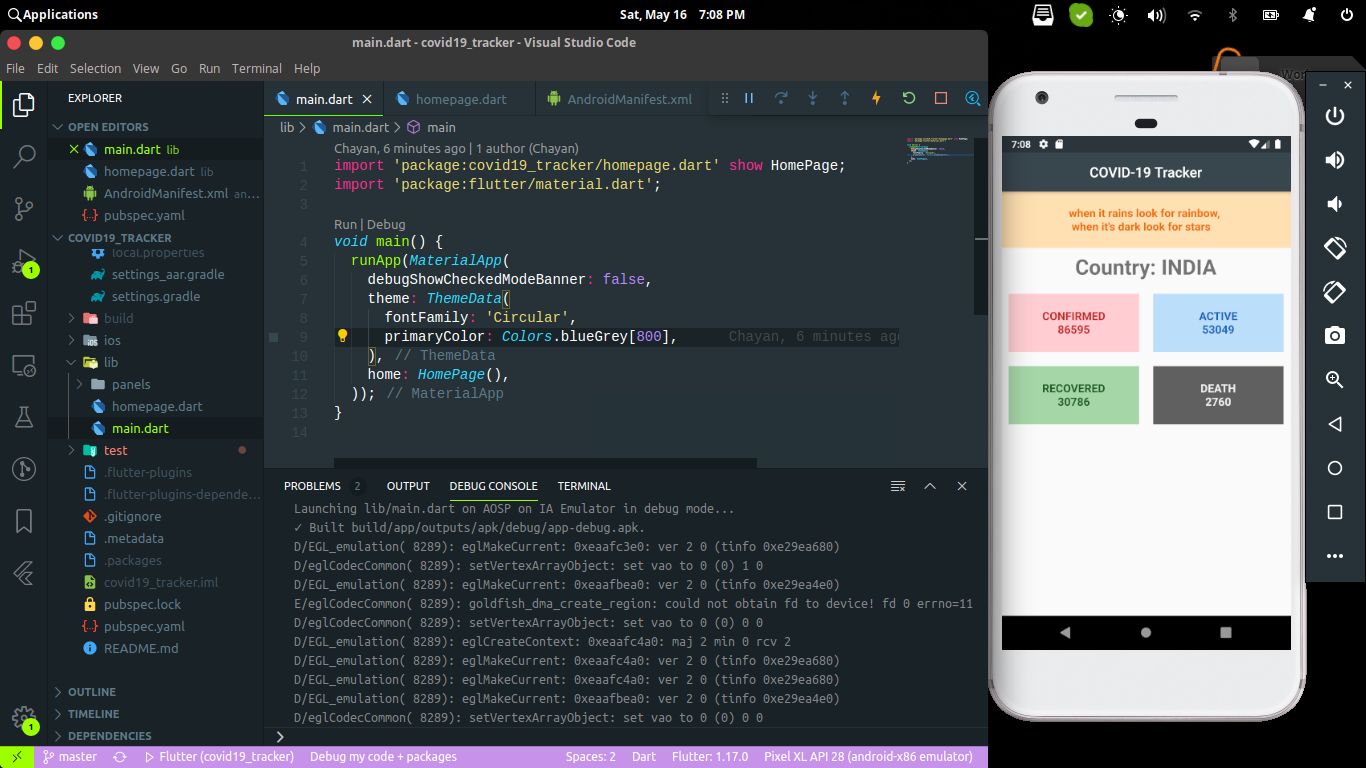 Applications
Sat, May 16 7:08 PM
main.dart - covid19_tracker - Visual Studio Code
File Edit Selection View Go Run Terminal Help
EXPLORER
OPEN EDITORS
main.dart lib
homepage.dart lib
AndroidManifest.xml an...
pubspec.yaml
COVID19_TRACKER
local.properties
settings_aar.gradle
settings.gradle
build
ios
lib
panels
homepage.dart
main.dart
test
.flutter-plugins
.flutter-plugins-depende...
.gitignore
.metadata
.packages
covid19_tracker.iml
pubspec.lock
pubspec.yaml
README.md
OUTLINE
TIMELINE
DEPENDENCIES
1
1
main.dart
homepage.dart
AndroidManifest.xml
lib > main.dart > main
Chayan, 6 minutes ago | 1 author (Chayan)
1 import 'package:covid19_tracker/homepage.dart' show HomePage;
2 import 'package:flutter/material.dart';
3
Run | Debug
4 void main() {
5 runApp(MaterialApp(
6 debugShowCheckedModeBanner: false,
7 theme: ThemeData(
8 fontFamily: 'Circular',
9 primaryColor: Colors.blueGrey[800], Chayan, 6 minutes ago
10 ), // ThemeData
11 home: HomePage(),
12 )); // MaterialApp
13 }
14
PROBLEMS 2 OUTPUT DEBUG CONSOLE TERMINAL
Launching lib/main.dart on AOSP on IA Emulator in debug mode...
✓ Built build/app/outputs/apk/debug/app-debug.apk.
D/EGL_emulation( 8289): eglMakeCurrent: 0xeaafc3e0: ver 2 0 (tinfo 0xe29ea680)
D/eglCodecCommon( 8289): setVertexArrayObject: set vao to 0 (0) 1 0
D/EGL_emulation( 8289): eglMakeCurrent: 0xeaafbea0: ver 2 0 (tinfo 0xe29ea4e0)
E/eglCodecCommon( 8289): goldfish_dma_create_region: could not obtain fd to device! fd 0 errno=11
D/eglCodecCommon( 8289): setVertexArrayObject: set vao to 0 (0) 0 0
D/EGL_emulation( 8289): eglCreateContext: 0xeaafc4a0: maj 2 min 0 rcv 2
D/EGL_emulation( 8289): eglMakeCurrent: 0xeaafc4a0: ver 2 0 (tinfo 0xe29ea680)
D/EGL_emulation( 8289): eglMakeCurrent: 0xeaafc4a0: ver 2 0 (tinfo 0xe29ea680)
D/EGL_emulation( 8289): eglMakeCurrent: 0xeaafbea0: ver 2 0 (tinfo 0xe29ea4e0)
D/eglCodecCommon( 8289): setVertexArrayObject: set vao to 0 (0) 0 0
master Flutter (covid19_tracker) Debug my code + packages Spaces: 2 Dart Flutter: 1.17.0 Pixel XL API 28 (android-x86 emulator)
7:08
COVID-19 Tracker
when it rains look for rainbow,
when it's dark look for stars
Country: INDIA
CONFIRMED
86595
ACTIVE
53049
RECOVERED
30786
DEATH
2760